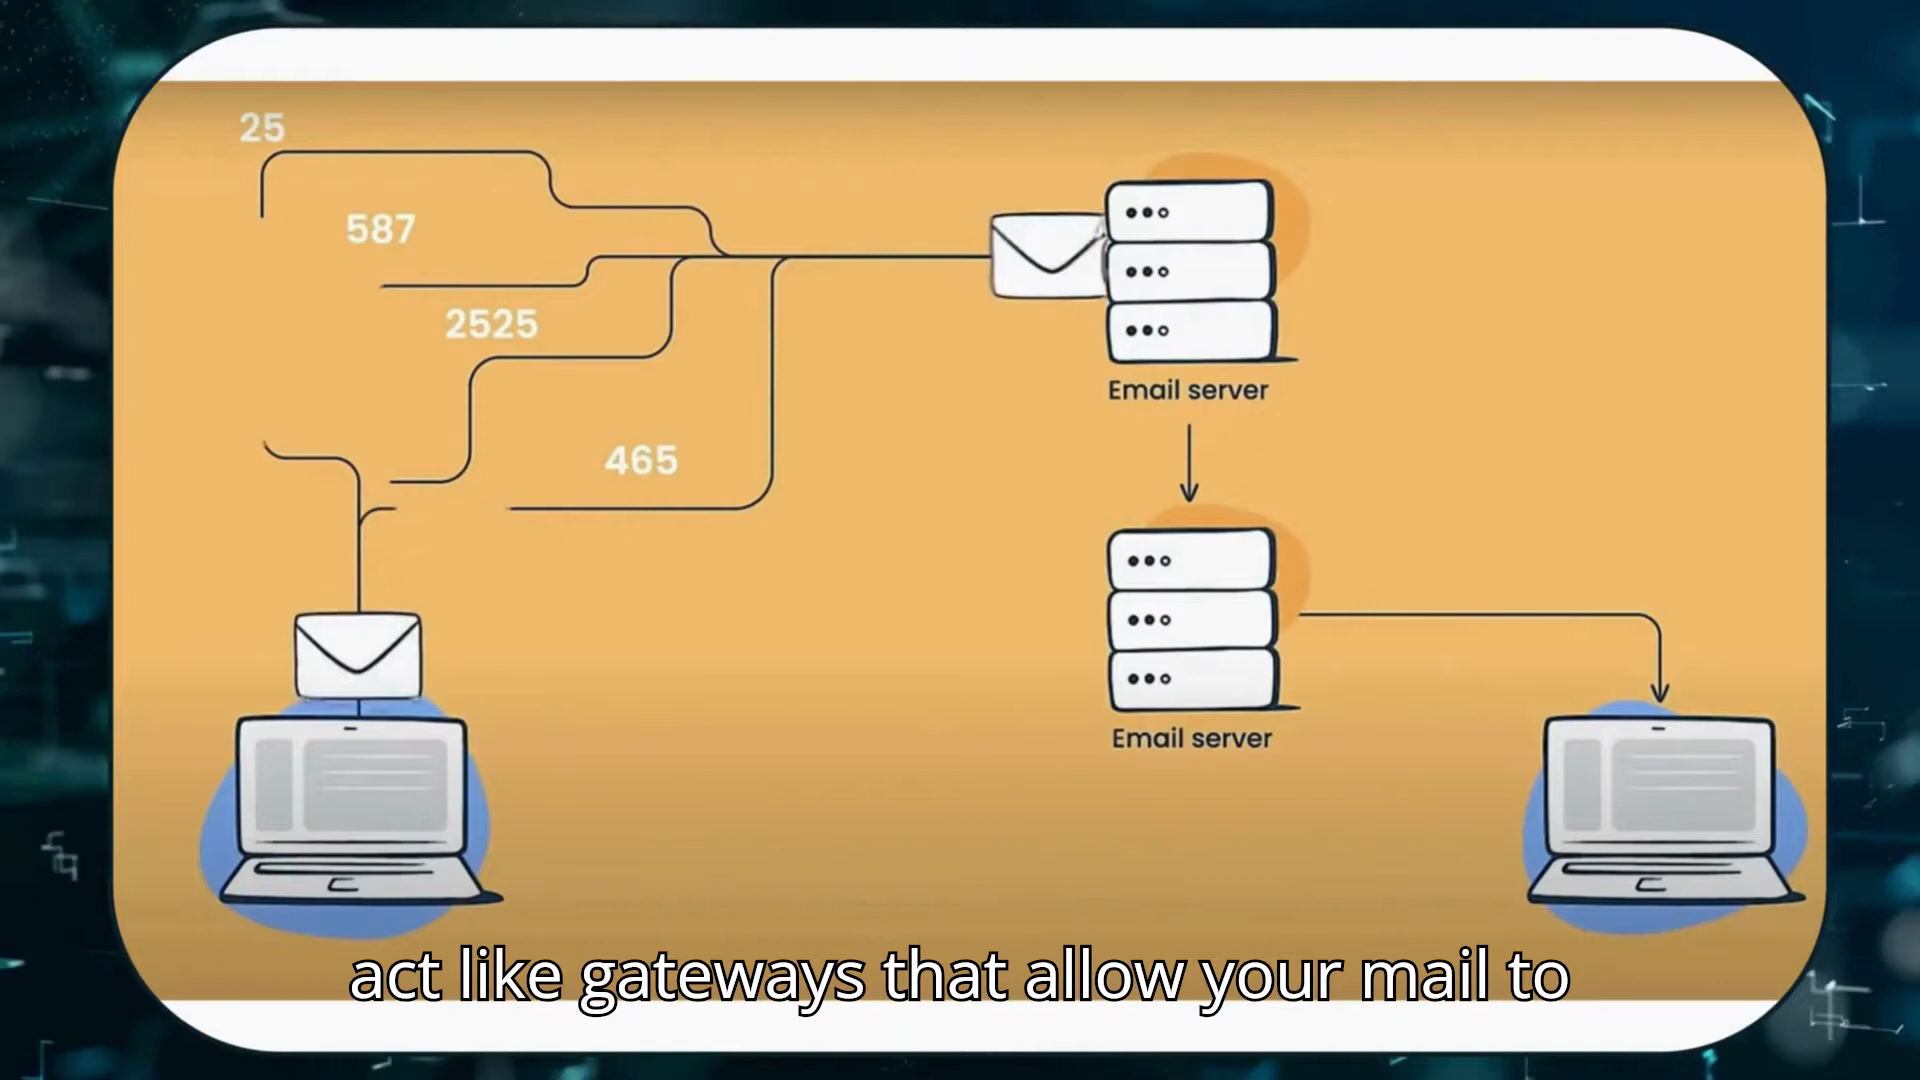 25
587
2525
465
Email server
Email server
act like gateways that allow your mail to